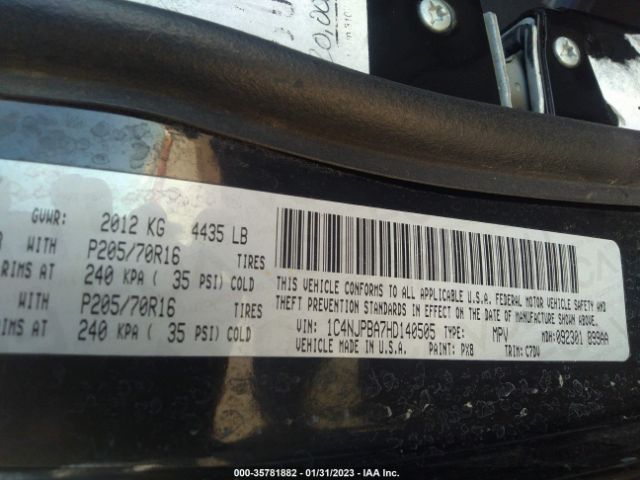 GVWR: 2012 KG 4435 LB
WITH P205/70R16 TIRES
RIMS AT 240 KPA ( 35 PSI) COLD
WITH P205/70R16 TIRES
RIMS AT 240 KPA ( 35 PSI) COLD
THIS VEHICLE CONFORMS TO ALL APPLICABLE U.S.A. FEDERAL MOTOR VEHICLE SAFETY AND
THEFT PREVENTION STANDARDS IN EFFECT ON THE DATE OF MANUFACTURE SHOWN ABOVE.
VIN: 1C4NJPBA7HD140505 TYPE: MPV MDH:092301 099AA
VEHICLE MADE IN U.S.A. PAINT: PX8 TRIM: C7DV
000-35781882 / 01/31/2023 - IAA Inc.